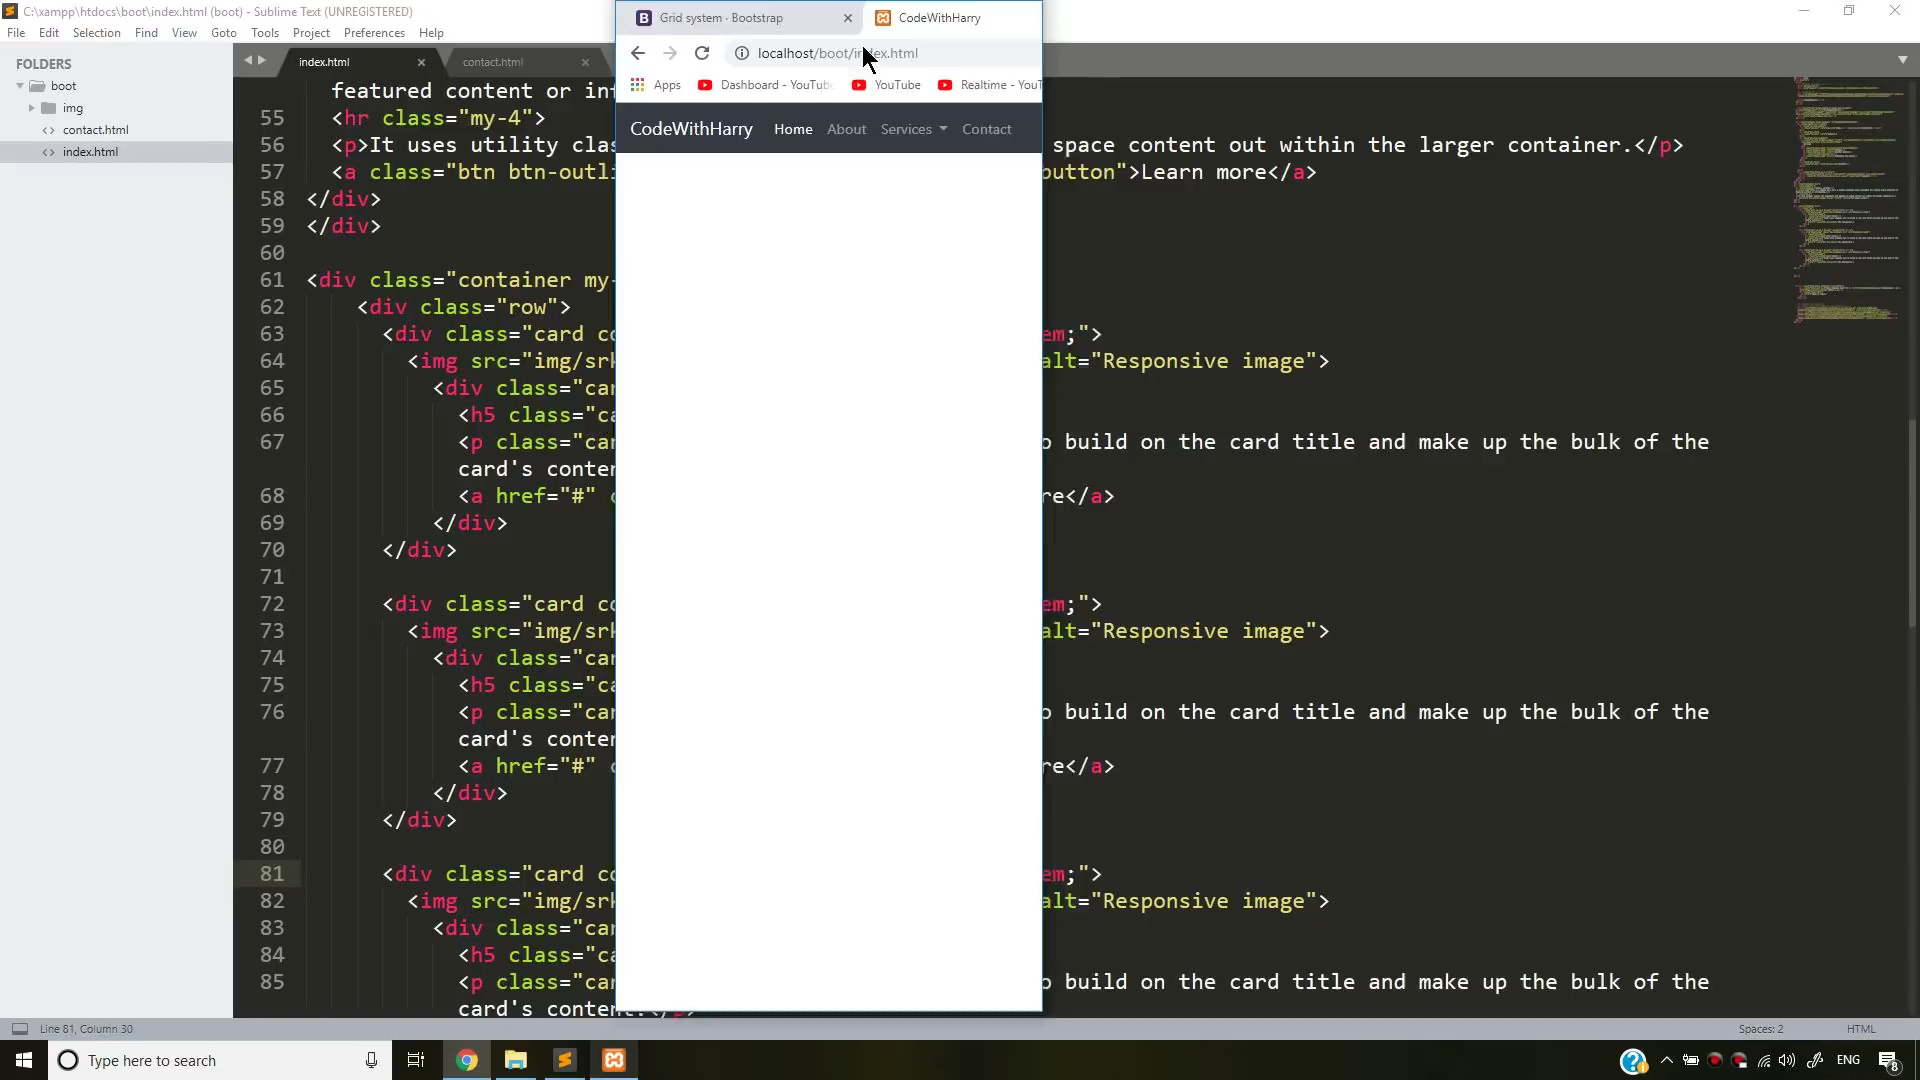 C:\xampp\htdocs\boot\index.html (boot) - Sublime Text (UNREGISTERED)
File Edit Selection Find View Goto Tools Project Preferences Help
FOLDERS
boot
img
contact.html
index.html
index.html
contact.html
Grid system · Bootstrap
CodeWithHarry
localhost/boot/index.html
Apps
Dashboard - YouTube
YouTube
Realtime - YouT
CodeWithHarry Home About Services Contact
featured content or in
55 <hr class="my-4">
56 <p>It uses utility clas space content out within the larger container.</p>
57 <a class="btn btn-outli button">Learn more</a>
58 </div>
59 </div>
60
61 <div class="container my-
62 <div class="row">
63 <div class="card co em;">
64 <img src="img/srk alt="Responsive image">
65 <div class="car
66 <h5 class="ca
67 <p class="car o build on the card title and make up the bulk of the
card's conten
68 <a href="#" c re</a>
69 </div>
70 </div>
71
72 <div class="card co em;">
73 <img src="img/srk alt="Responsive image">
74 <div class="car
75 <h5 class="ca
76 <p class="car o build on the card title and make up the bulk of the
card's conten
77 <a href="#" c re</a>
78 </div>
79 </div>
80
81 <div class="card co em;">
82 <img src="img/srk alt="Responsive image">
83 <div class="car
84 <h5 class="ca
85 <p class="car o build on the card title and make up the bulk of the
card's content.</p>
Line 81, Column 30
Spaces: 2
HTML
Type here to search
ENG
8